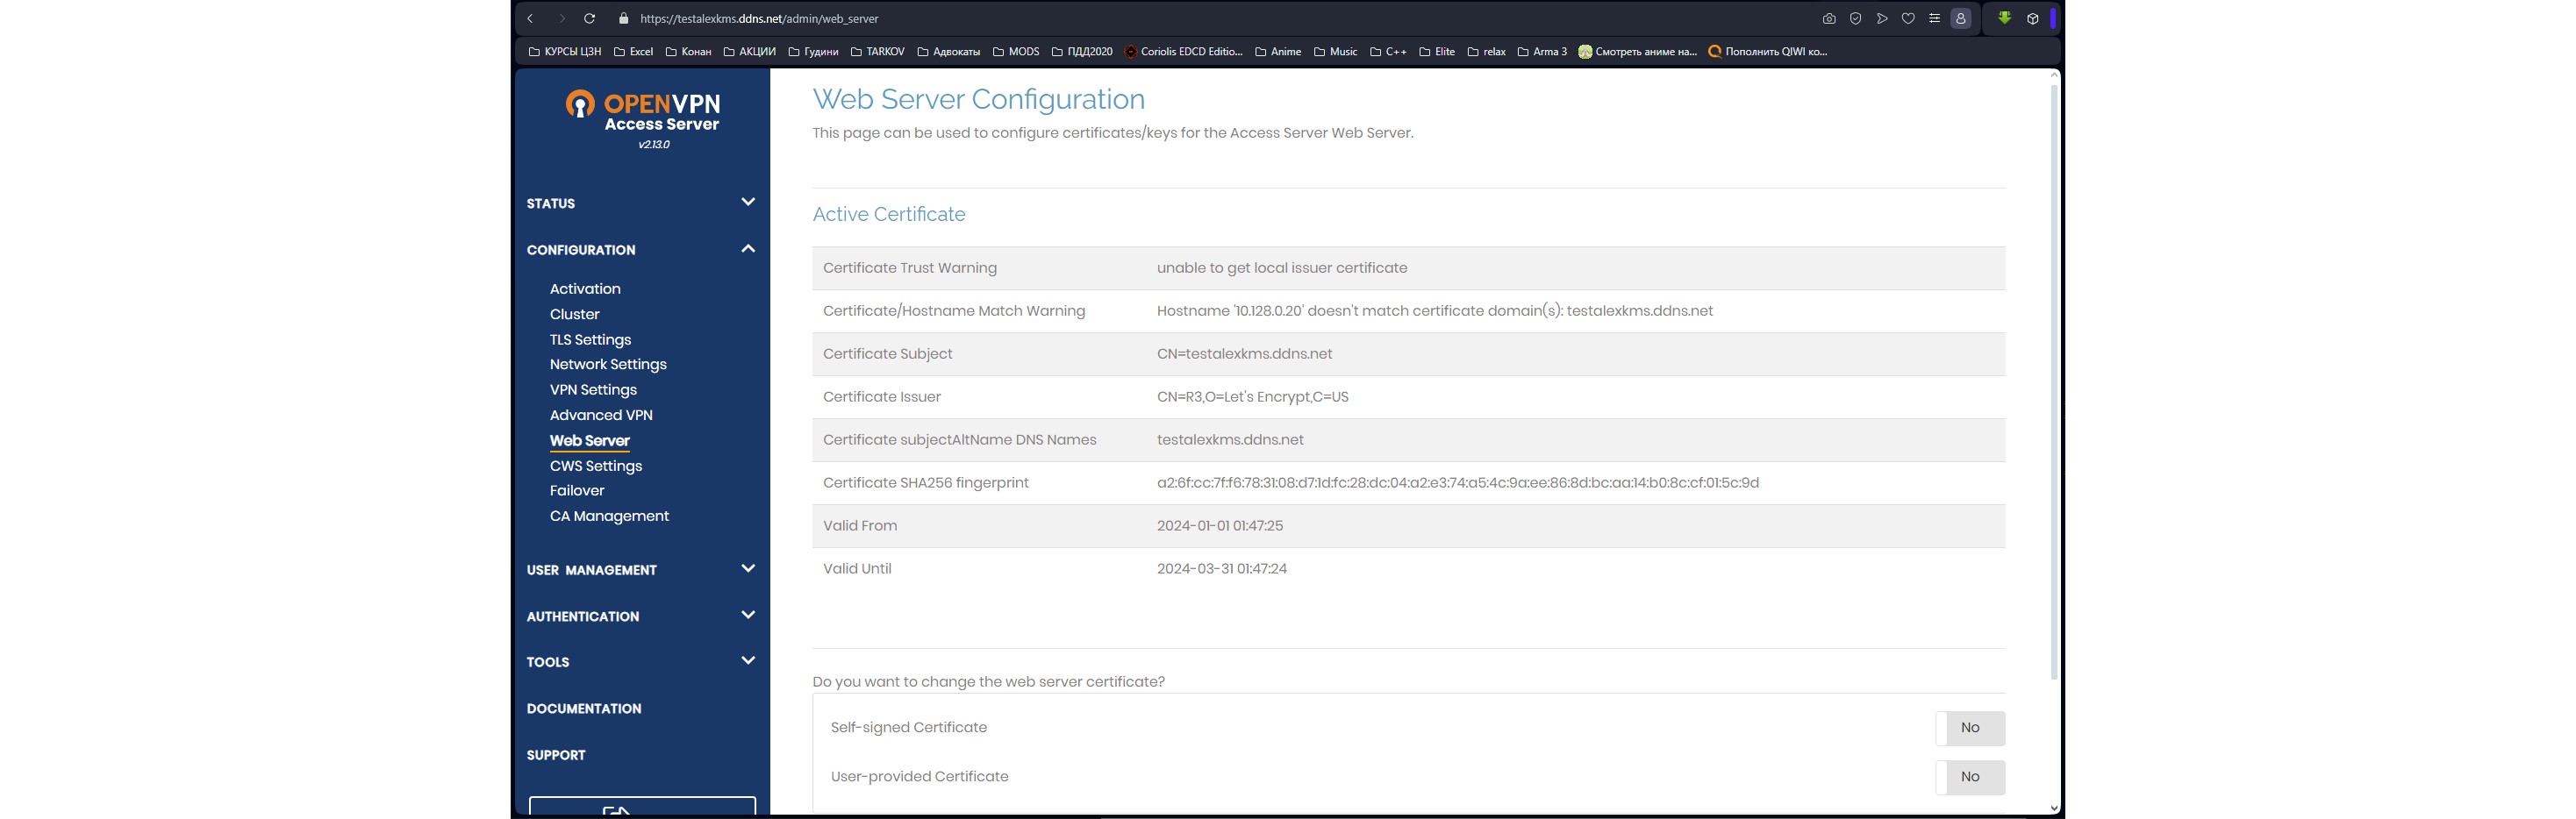 https://testalexkms.ddns.net/admin/web_server
КУРСЫ ЦЗН Excel Конан АКЦИИ Гудини TARKOV Адвокаты MODS ПДД2020 Coriolis EDCD Editio... Anime Music C++ Elite relax Arma 3 Смотреть аниме на... Пополнить QIWI ко...
OPENVPN
Access Server
v2.13.0
STATUS
CONFIGURATION
Activation
Cluster
TLS Settings
Network Settings
VPN Settings
Advanced VPN
Web Server
CWS Settings
Failover
CA Management
USER MANAGEMENT
AUTHENTICATION
TOOLS
DOCUMENTATION
SUPPORT
Web Server Configuration
This page can be used to configure certificates/keys for the Access Server Web Server.
Active Certificate
Certificate Trust Warning unable to get local issuer certificate
Certificate/Hostname Match Warning Hostname '10.128.0.20' doesn't match certificate domain(s): testalexkms.ddns.net
Certificate Subject CN=testalexkms.ddns.net
Certificate Issuer CN=R3,O=Let's Encrypt,C=US
Certificate subjectAltName DNS Names testalexkms.ddns.net
Certificate SHA256 fingerprint a2:6f:cc:7f:f6:78:31:08:d7:1d:fc:28:dc:04:a2:e3:74:a5:4c:9a:ee:86:8d:bc:aa:14:b0:8c:cf:01:5c:9d
Valid From 2024-01-01 01:47:25
Valid Until 2024-03-31 01:47:24
Do you want to change the web server certificate?
Self-signed Certificate No
User-provided Certificate No